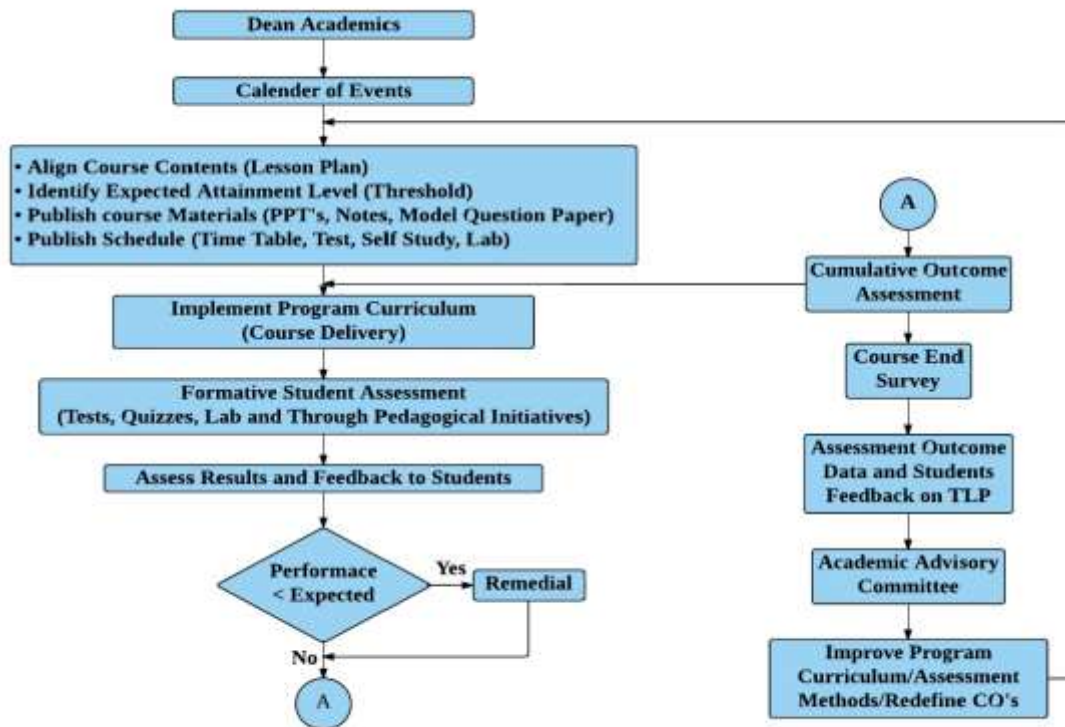 Dean Academics
Calender of Events
• Align Course Contents (Lesson Plan)
• Identify Expected Attainment Level (Threshold)
• Publish course Materials (PPT's, Notes, Model Question Paper)
• Publish Schedule (Time Table, Test, Self Study, Lab)
Implement Program Curriculum
(Course Delivery)
Formative Student Assessment
(Tests, Quizzes, Lab and Through Pedagogical Initiatives)
Assess Results and Feedback to Students
Performace
< Expected
Yes
Remedial
No
A
A
Cumulative Outcome
Assessment
Course End
Survey
Assessment Outcome
Data and Students
Feedback on TLP
Academic Advisory
Committee
Improve Program
Curriculum/Assessment
Methods/Redefine CO's